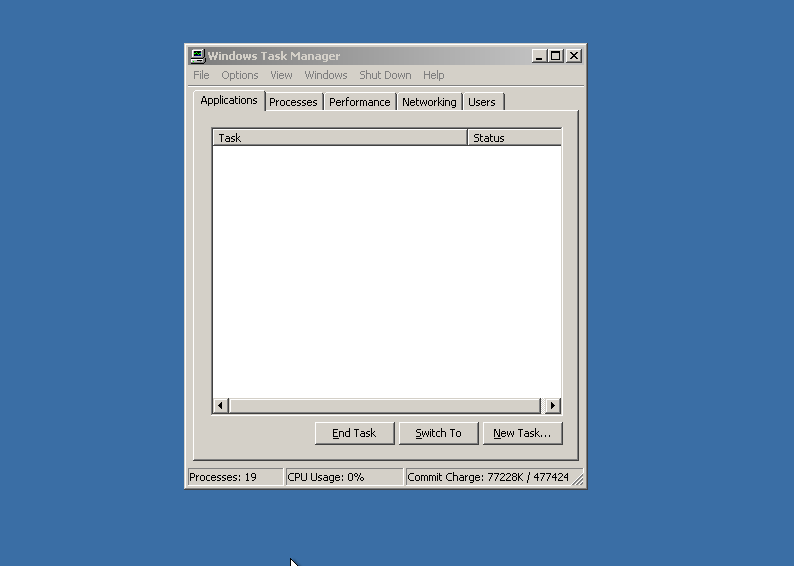 Windows Task Manager
File Options View Windows Shut Down Help
Applications Processes Performance Networking Users
Task Status
End Task Switch To New Task...
Processes: 19 CPU Usage: 0% Commit Charge: 77228K / 477424